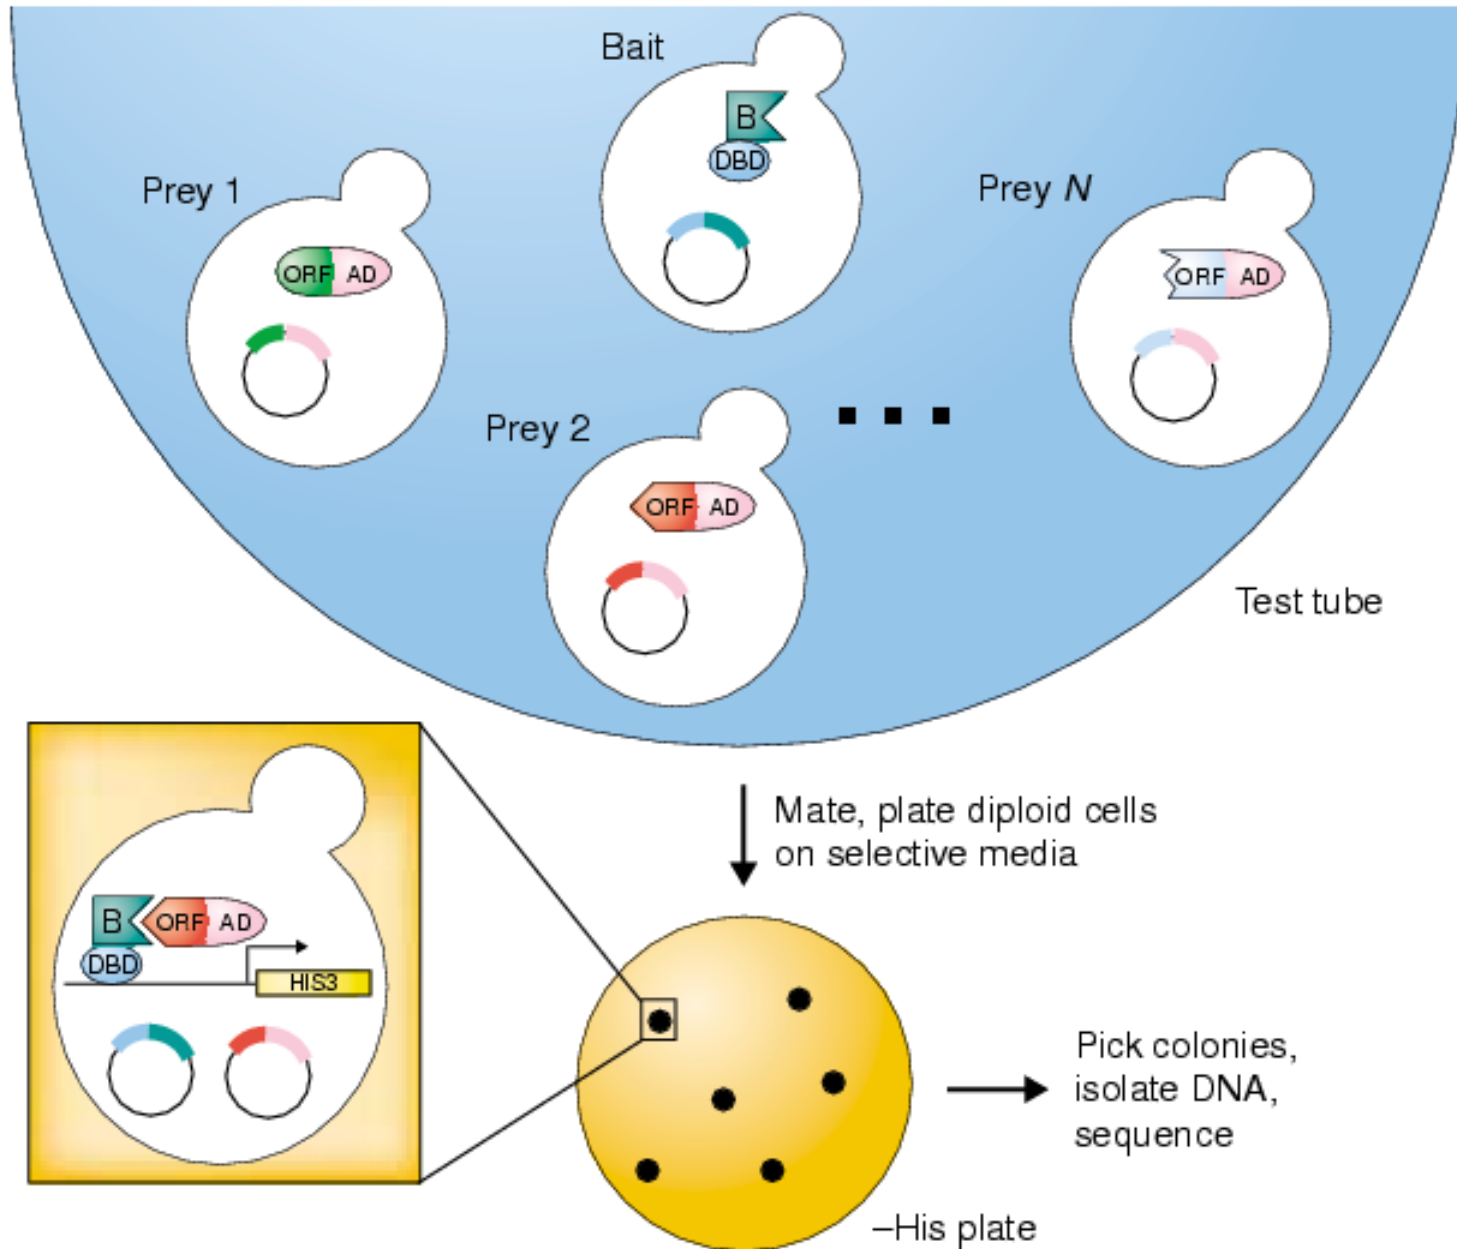 Bait
B
DBD
Prey 1
ORF AD
Prey N
ORF AD
Prey 2
ORF AD
Test tube
Mate, plate diploid cells
on selective media
B ORF AD
DBD
HIS3
Pick colonies,
isolate DNA,
sequence
–His plate